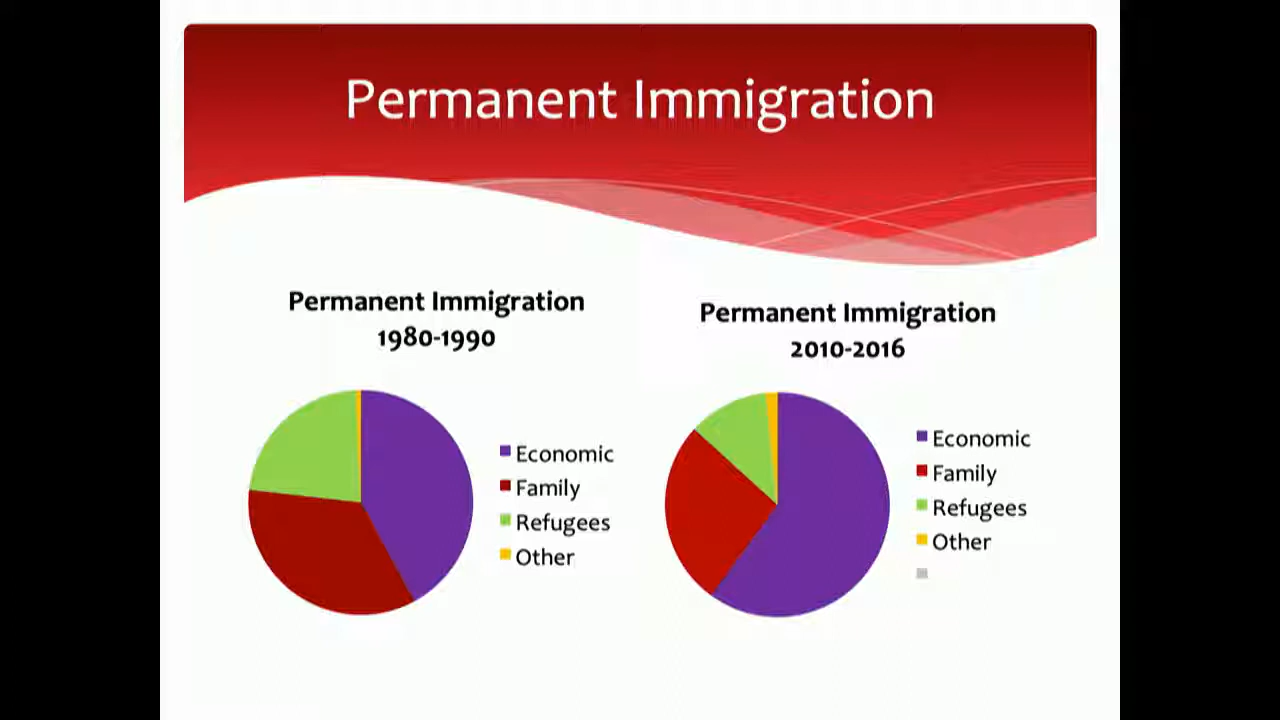 Permanent Immigration
Permanent Immigration
1980-1990
Economic
Family
Refugees
Other
Permanent Immigration
2010-2016
Economic
Family
Refugees
Other